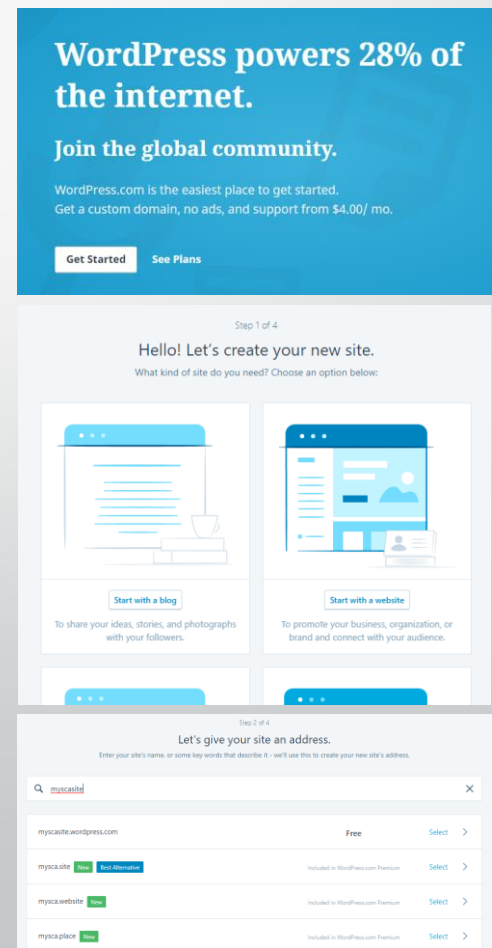 WordPress powers 28% of
the internet.
Join the global community.
WordPress.com is the easiest place to get started.
Get a custom domain, no ads, and support from $4.00/ mo.
Get Started See Plans
Step 1 of 4
Hello! Let's create your new site.
What kind of site do you need? Choose an option below:
Start with a blog
To share your ideas, stories, and photographs
with your followers.
Start with a website
To promote your business, organization, or
brand and connect with your audience.
Step 2 of 4
Let's give your site an address.
Enter your site's name, or some key words that describe it - we'll use this to create your new site's address.
myscasite
myscasite.wordpress.com Free Select
mysca.site New Best Alternative Included in WordPress.com Premium Select
mysca.website New Included in WordPress.com Premium Select
mysca.place New Included in WordPress.com Premium Select